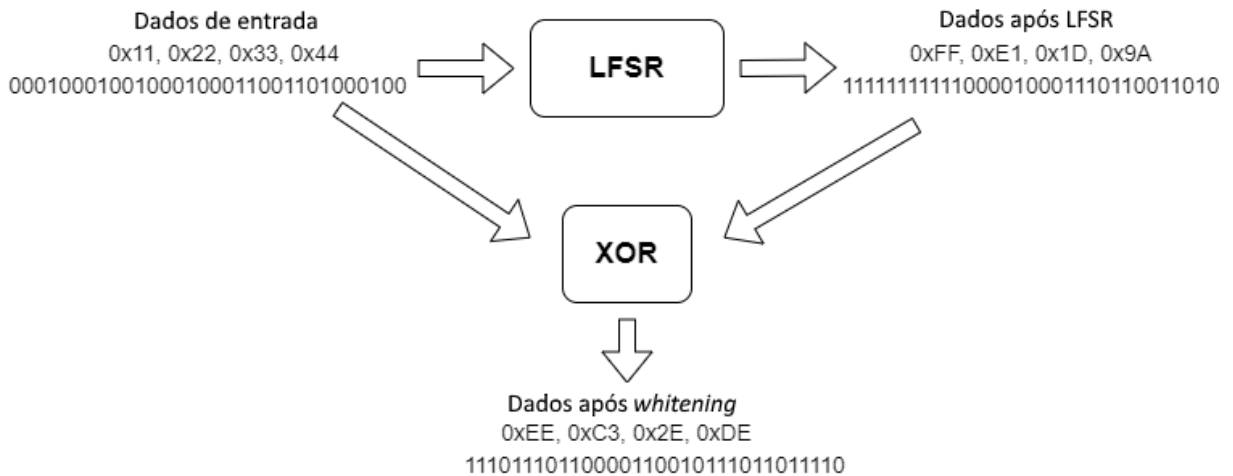 Dados de entrada
0x11, 0x22, 0x33, 0x44
00010001001000100011001101000100
LFSR
Dados após LFSR
0xFF, 0xE1, 0x1D, 0x9A
11111111111000010001110110011010
XOR
Dados após whitening
0xEE, 0xC3, 0x2E, 0xDE
11101110110000110010111011011110